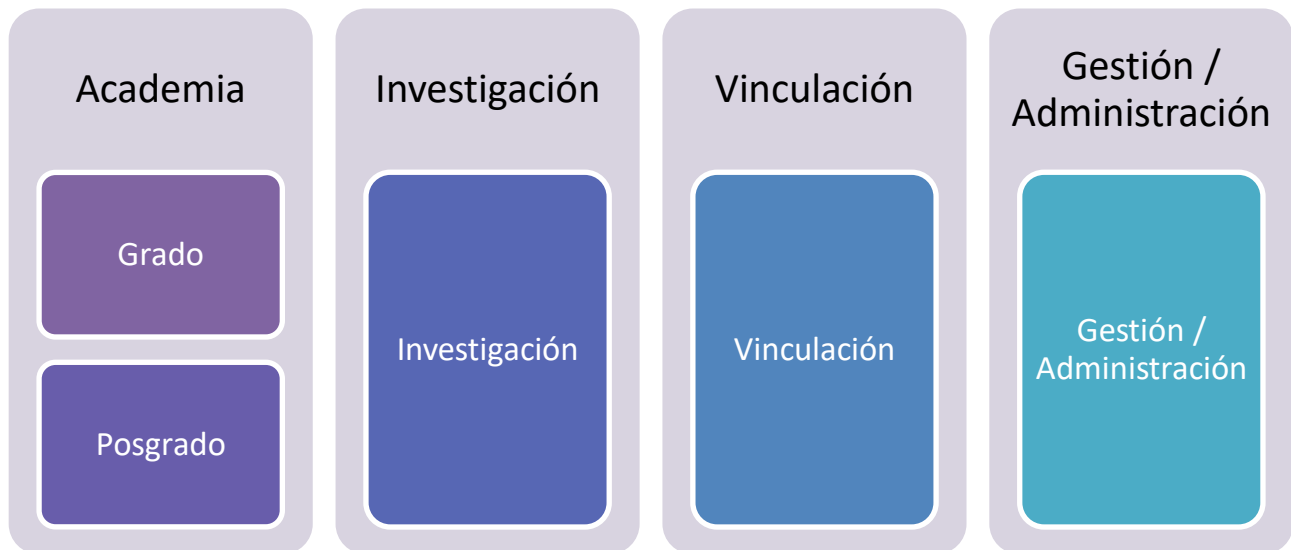 Academia
Grado
Posgrado
Investigación
Investigación
Vinculación
Vinculación
Gestión /
Administración
Gestión /
Administración